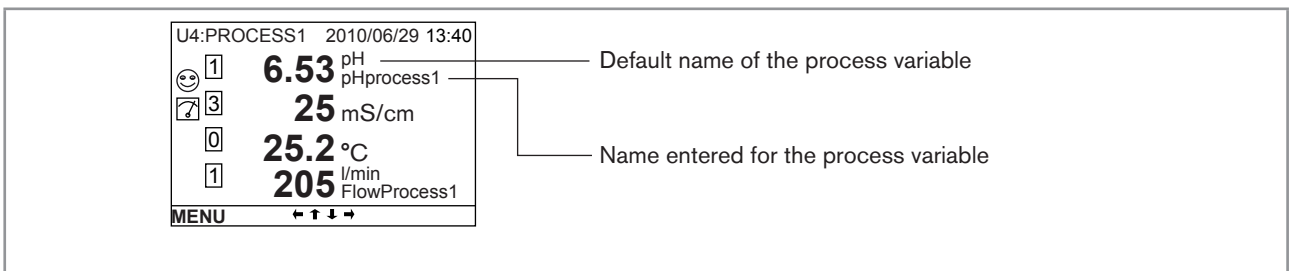 U4:PROCESS1 2010/06/29 13:40
1 6.53 pH
pHprocess1
3 25 mS/cm
0 25.2 °C
1 205 l/min
FlowProcess1
MENU ← ↑ ↓ →
Default name of the process variable
Name entered for the process variable